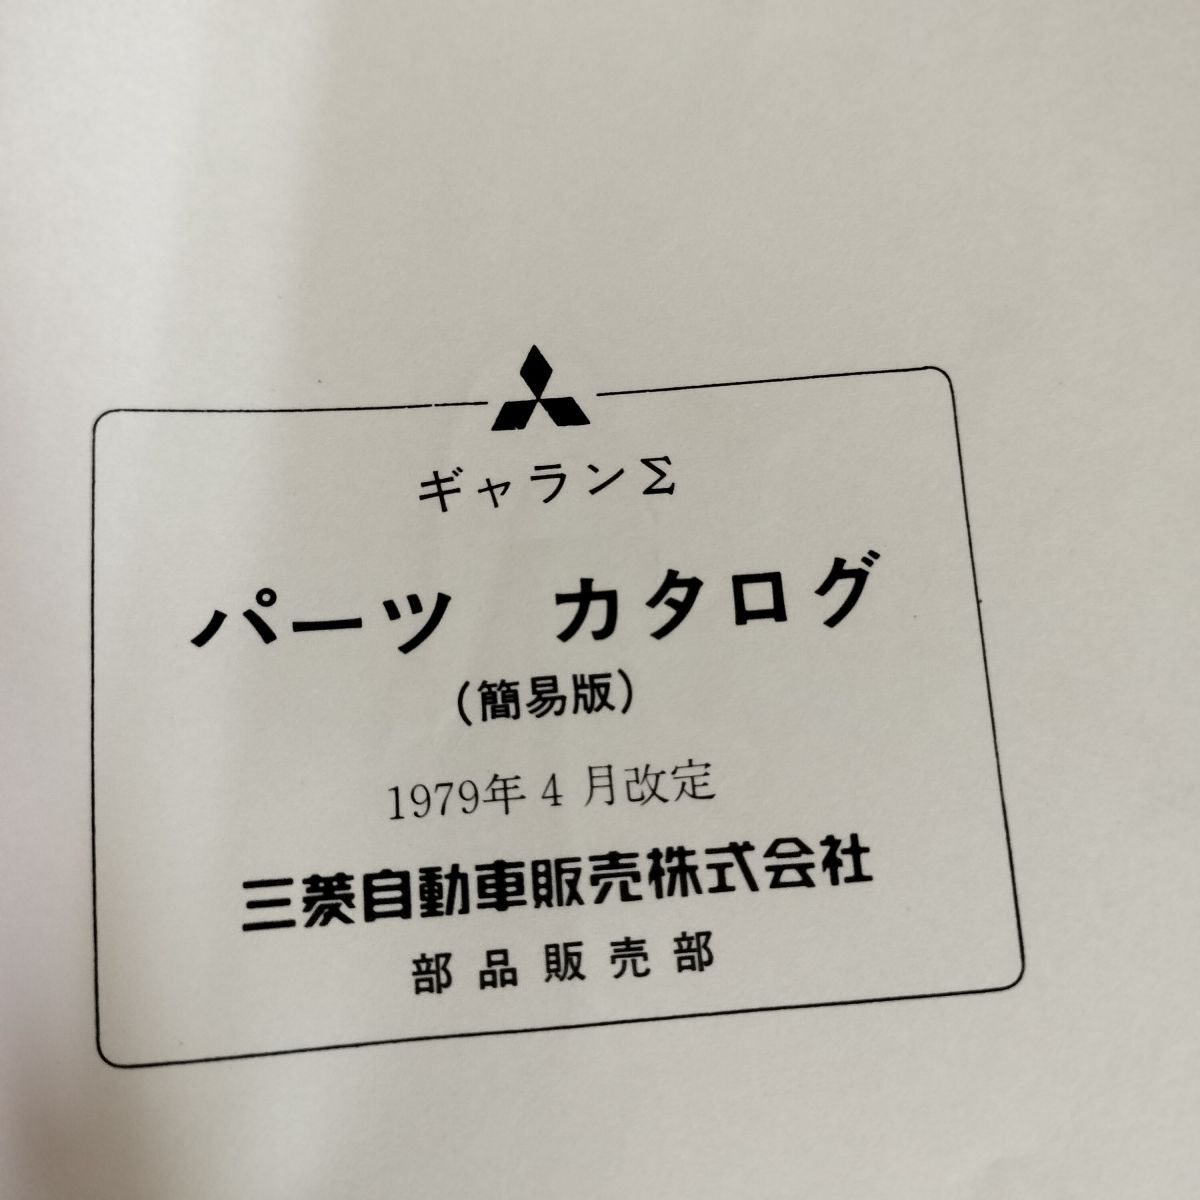 ギャランΣ
パーツ カタログ
(簡易版)
1979年4月改定
三菱自動車販売株式会社
部品販売部